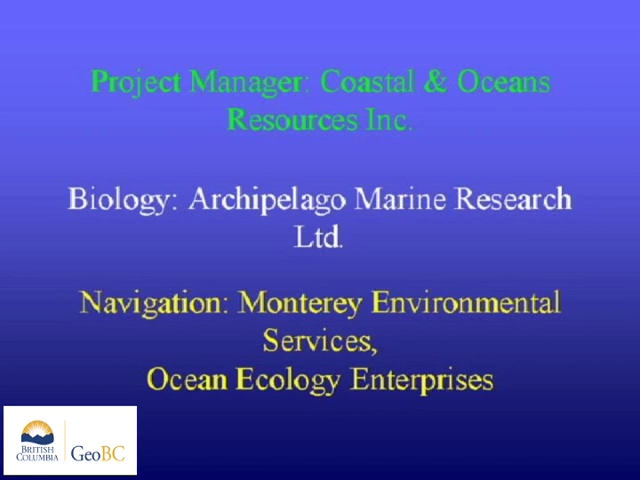 Project Manager: Coastal & Oceans
Resources Inc.
Biology: Archipelago Marine Research
Ltd.
Navigation: Monterey Environmental
Services,
Ocean Ecology Enterprises
BRITISH
COLUMBIA
GeoBC